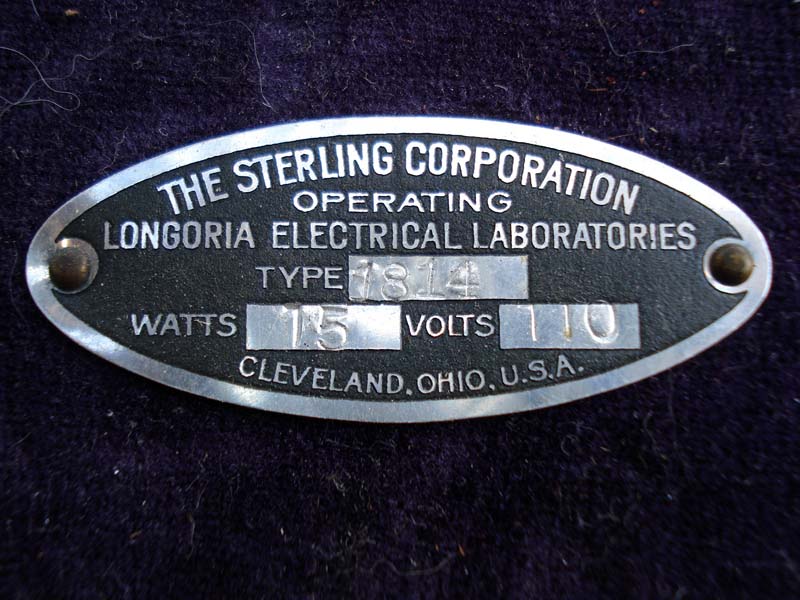 THE STERLING CORPORATION
OPERATING
LONGORIA ELECTRICAL LABORATORIES
TYPE 1814
WATTS 15 VOLTS 110
CLEVELAND, OHIO, U.S.A.